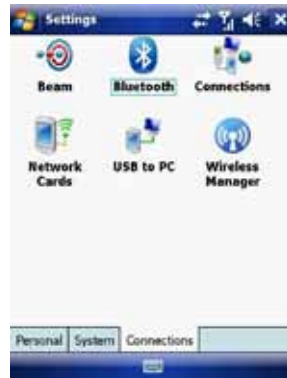 Settings
Beam
Bluetooth
Connections
Network
Cards
USB to PC
Wireless
Manager
Personal
System
Connections